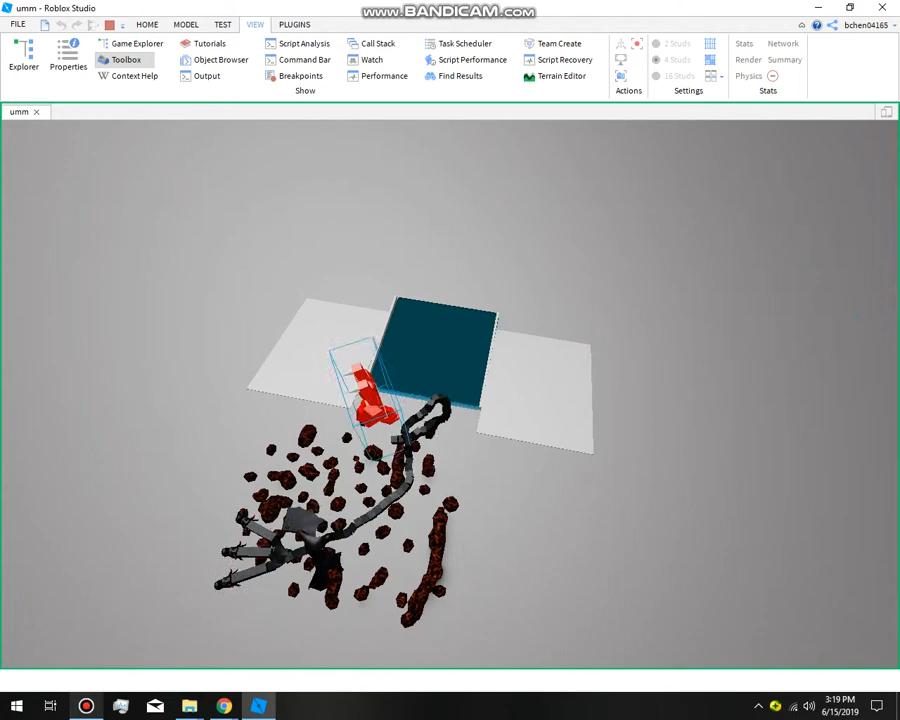 umm - Roblox Studio
www.BANDICAM.com
FILE HOME MODEL TEST VIEW PLUGINS bchen04165
Explorer Properties
Game Explorer Tutorials Script Analysis Call Stack Task Scheduler Team Create 2 Studs Stats Network
Toolbox Object Browser Command Bar Watch Script Performance Script Recovery 4 Studs Render Summary
Context Help Output Breakpoints Performance Find Results Terrain Editor 16 Studs Physics
Show Actions Settings Stats
umm
3:19 PM
6/15/2019